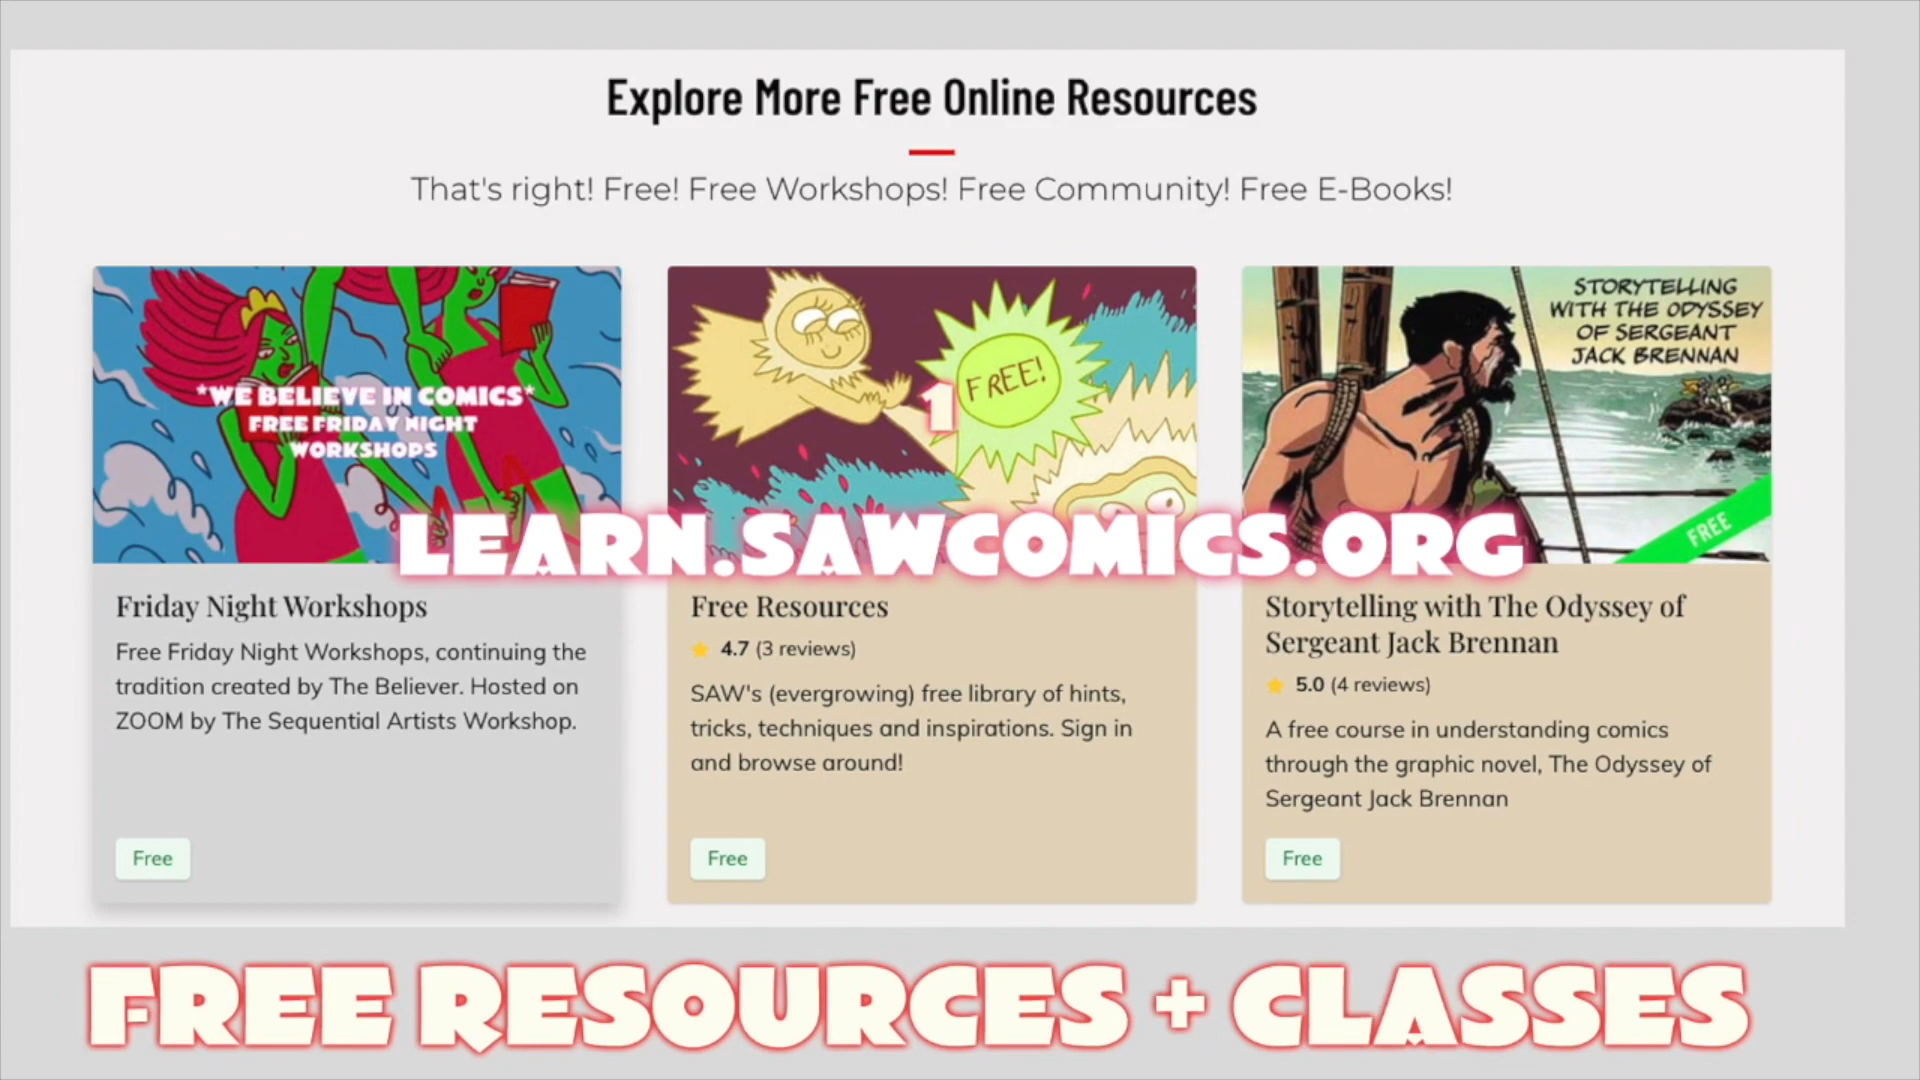 Explore More Free Online Resources
That's right! Free! Free Workshops! Free Community! Free E-Books!
*WE BELIEVE IN COMICS*
FREE FRIDAY NIGHT
WORKSHOPS
1
FREE!
STORYTELLING
WITH THE ODYSSEY
OF SERGEANT
JACK BRENNAN
FREE
LEARN.SAWCOMICS.ORG
Friday Night Workshops
Free Friday Night Workshops, continuing the
tradition created by The Believer. Hosted on
ZOOM by The Sequential Artists Workshop.
Free
Free Resources
4.7 (3 reviews)
SAW's (evergrowing) free library of hints,
tricks, techniques and inspirations. Sign in
and browse around!
Free
Storytelling with The Odyssey of
Sergeant Jack Brennan
5.0 (4 reviews)
A free course in understanding comics
through the graphic novel, The Odyssey of
Sergeant Jack Brennan
Free
FREE RESOURCES + CLASSES